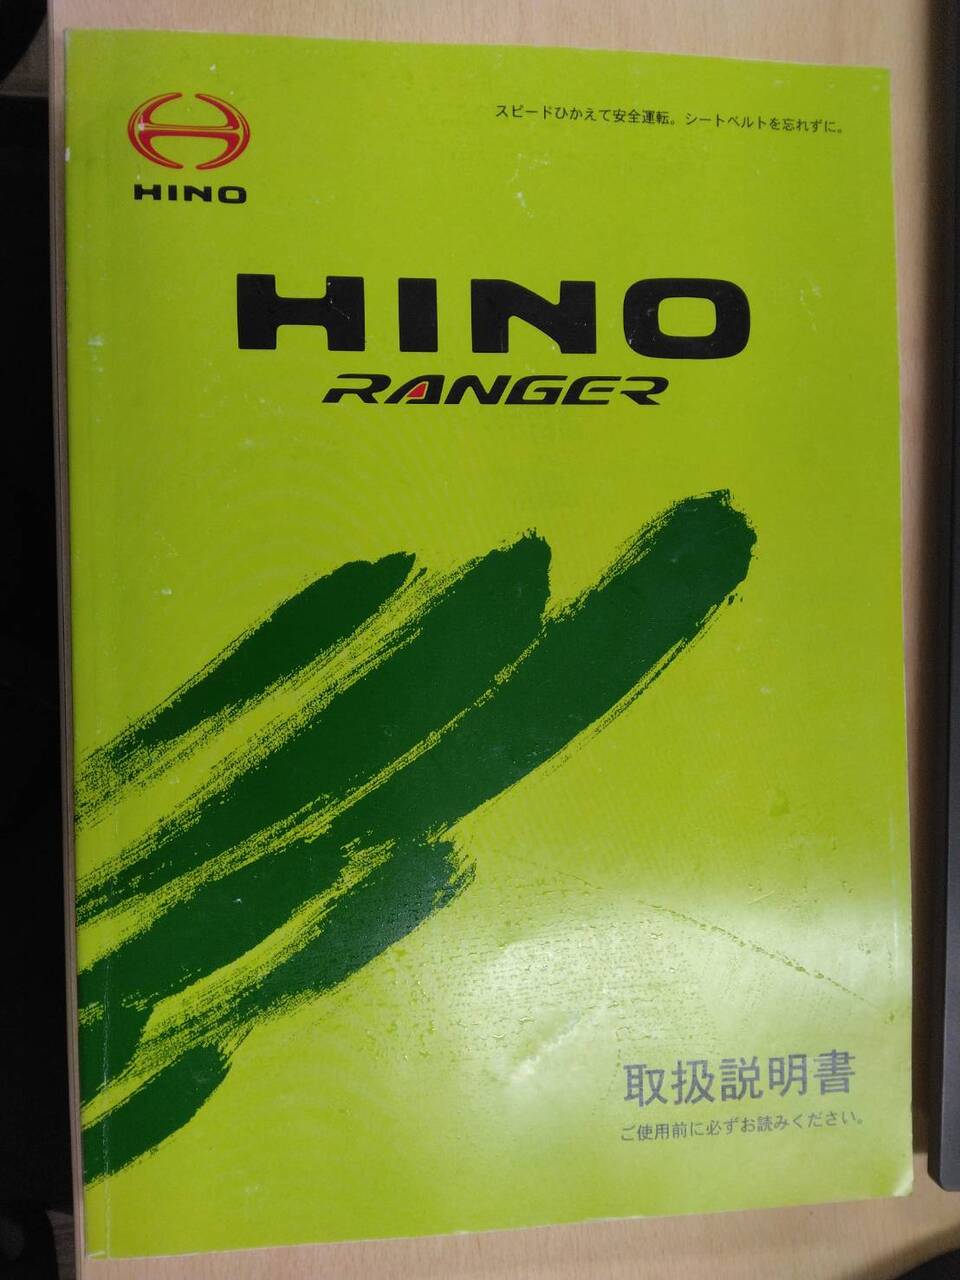 スピードひかえて安全運転。シートベルトを忘れずに。
HINO
HINO
RANGER
取扱説明書
ご使用前に必ずお読みください。